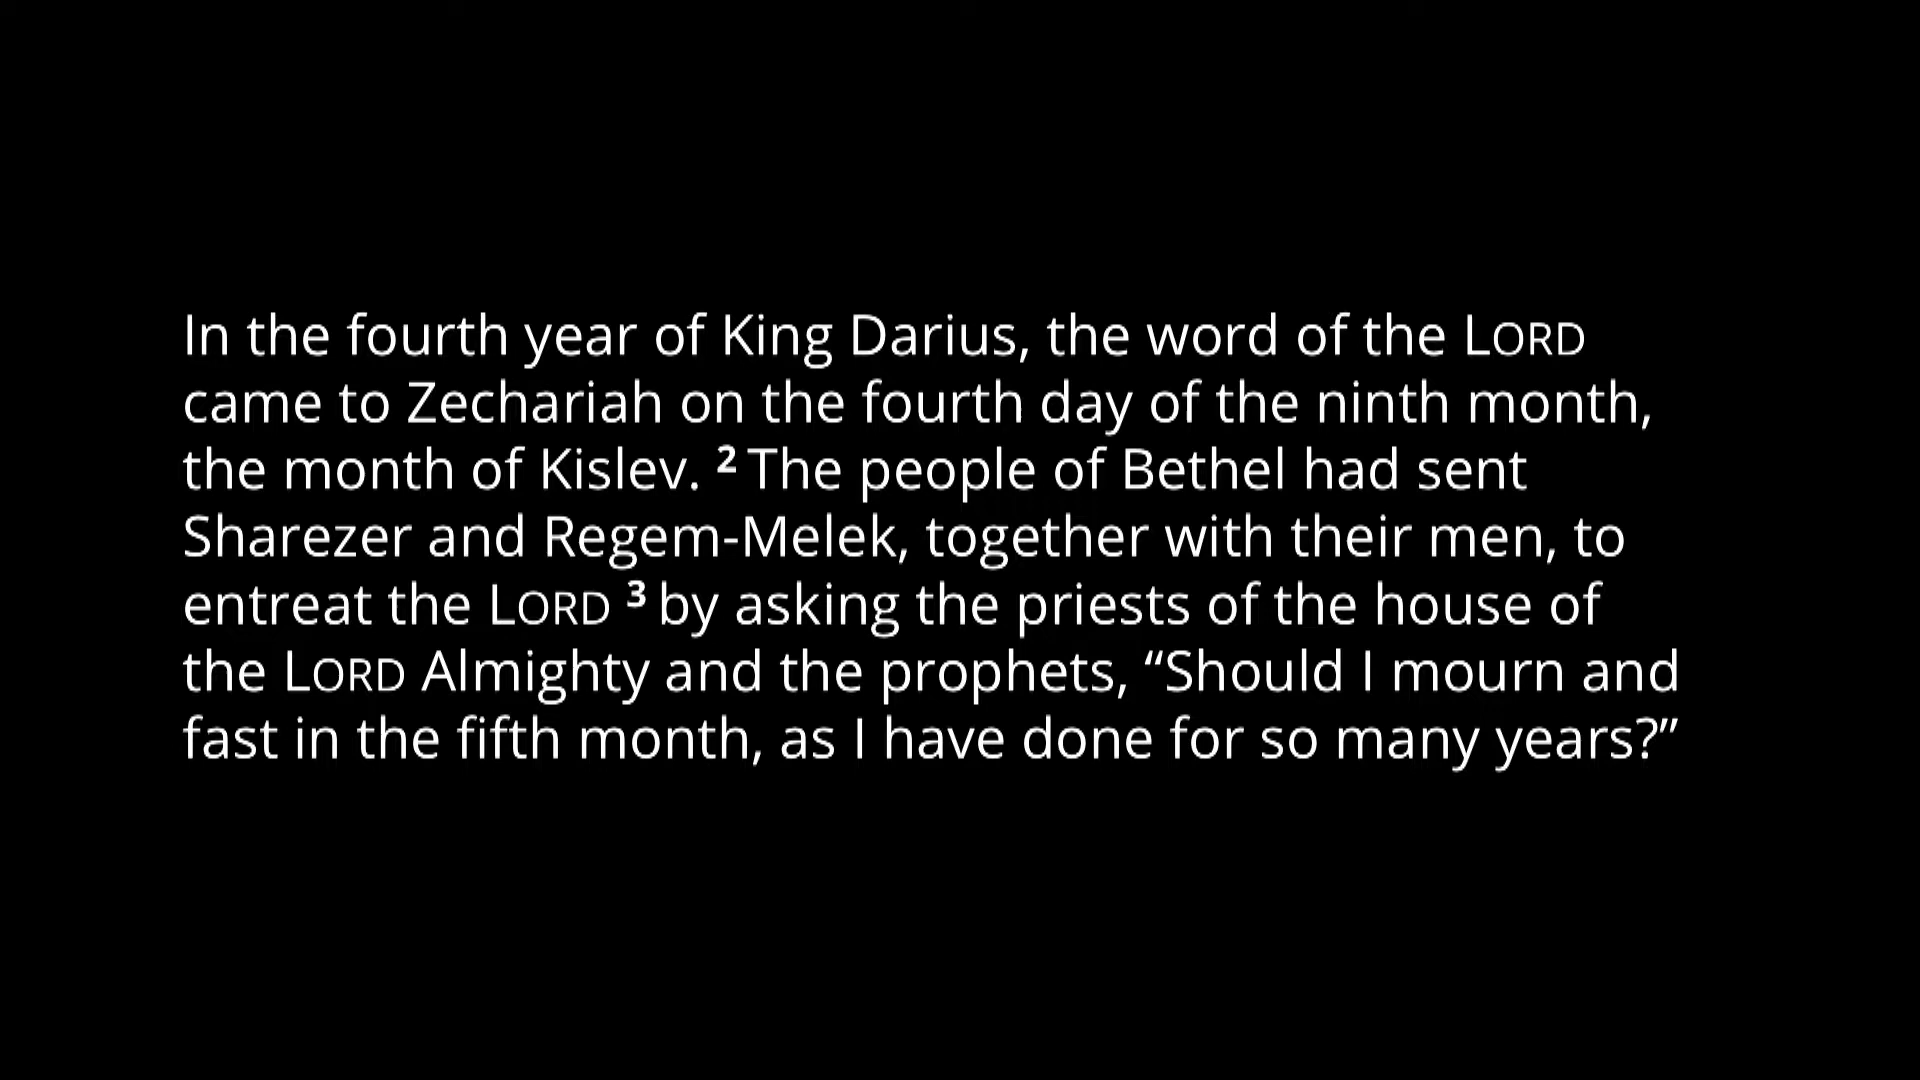 In the fourth year of King Darius, the word of the LORD
came to Zechariah on the fourth day of the ninth month,
the month of Kislev. 2 The people of Bethel had sent
Sharezer and Regem-Melek, together with their men, to
entreat the LORD 3 by asking the priests of the house of
the LORD Almighty and the prophets, “Should I mourn and
fast in the fifth month, as I have done for so many years?”